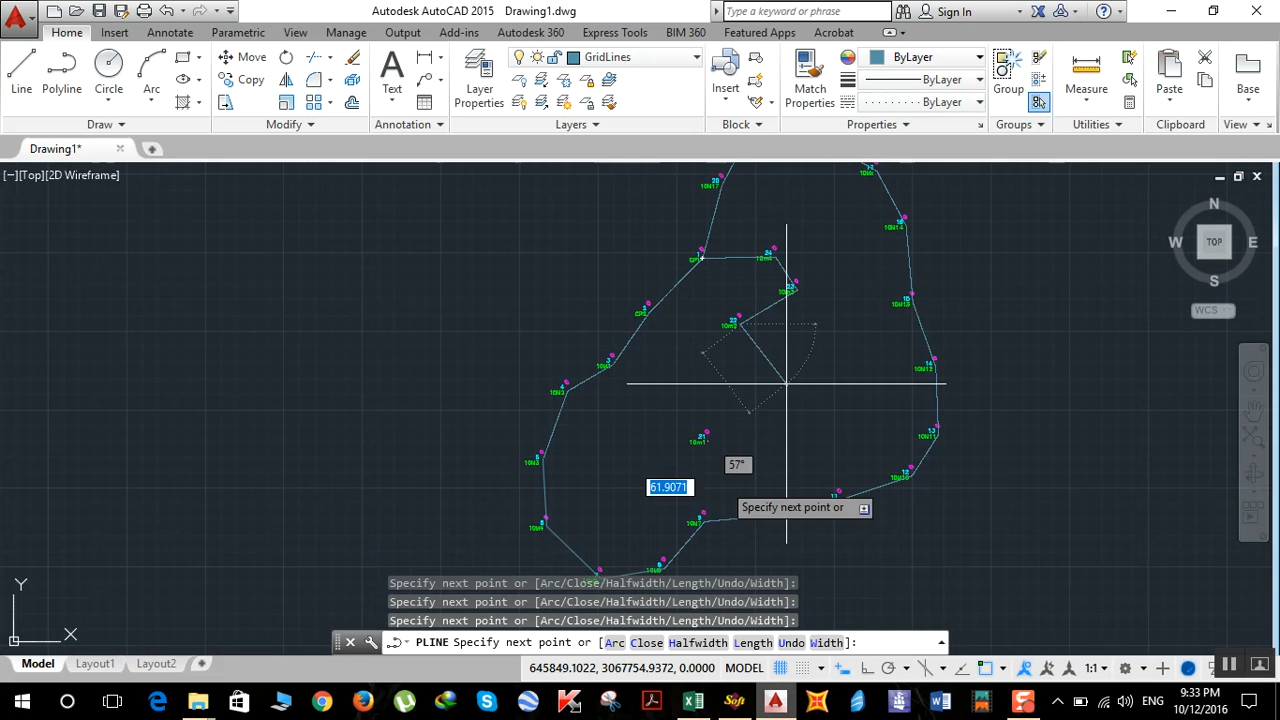 Autodesk AutoCAD 2015 Drawing1.dwg
Type a keyword or phrase
Sign In
Home Insert Annotate Parametric View Manage Output Add-ins Autodesk 360 Express Tools BIM 360 Featured Apps Acrobat
Line
Polyline
Circle
Arc
Move
Copy
Text
Layer
Properties
GridLines
Insert
Match
Properties
ByLayer
ByLayer
ByLayer
Group
Measure
Paste
Base
Draw
Modify
Annotation
Layers
Block
Properties
Groups
Utilities
Clipboard
View
Drawing1*
[−][Top][2D Wireframe]
N
W
TOP
E
S
WCS
57°
61.9071
Specify next point or
Y
X
Specify next point or [Arc/Close/Halfwidth/Length/Undo/Width]:
Specify next point or [Arc/Close/Halfwidth/Length/Undo/Width]:
Specify next point or [Arc/Close/Halfwidth/Length/Undo/Width]:
PLINE Specify next point or [Arc Close Halfwidth Length Undo Width]:
Model Layout1 Layout2
645849.1022, 3067754.9372, 0.0000 MODEL
1:1
ENG
9:33 PM
10/12/2016